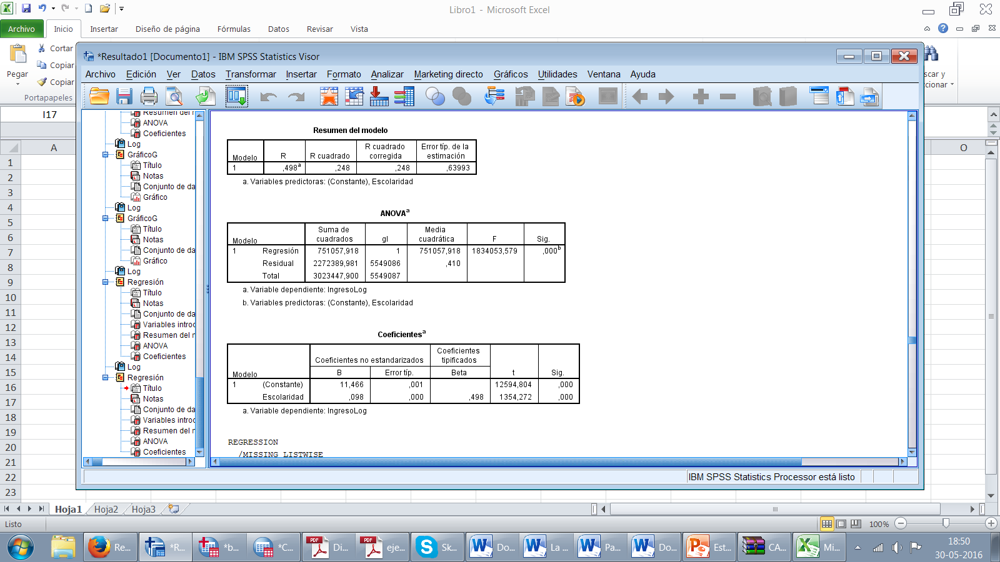 Libro1 - Microsoft Excel
Archivo Inicio Insertar Diseño de página Fórmulas Datos Revisar Vista
Cortar
Copiar
Copiar
Pegar
Portapapeles
scar y
ccionar
I17
*Resultado1 [Documento1] - IBM SPSS Statistics Visor
Archivo Edición Ver Datos Transformar Insertar Formato Analizar Marketing directo Gráficos Utilidades Ventana Ayuda
A
O
1
2
3
4
5
6
7
8
9
10
11
12
13
14
15
16
17
18
19
20
21
22
23
Resumen del r
ANOVA
Coeficientes
Log
GráficoG
Título
Notas
Conjunto de da
Gráfico
Log
GráficoG
Título
Notas
Conjunto de da
Gráfico
Log
Regresión
Título
Notas
Conjunto de da
Variables introd
Resumen del r
ANOVA
Coeficientes
Log
Regresión
Título
Notas
Conjunto de da
Variables introd
Resumen del r
ANOVA
Coeficientes
Resumen del modelo
Modelo R R cuadrado R cuadrado corregida Error típ. de la estimación
1 ,498a ,248 ,248 ,63993
a. Variables predictoras: (Constante), Escolaridad
ANOVAa
Modelo Suma de cuadrados gl Media cuadrática F Sig.
1 Regresión 751057,918 1 751057,918 1834053,579 ,000b
Residual 2272389,981 5549086 ,410
Total 3023447,900 5549087
a. Variable dependiente: IngresoLog
b. Variables predictoras: (Constante), Escolaridad
Coeficientesa
Modelo Coeficientes no estandarizados Coeficientes tipificados t Sig.
B Error típ. Beta
1 (Constante) 11,466 ,001 12594,804 ,000
Escolaridad ,098 ,000 ,498 1354,272 ,000
a. Variable dependiente: IngresoLog
REGRESSION
/MISSING LISTWISE
IBM SPSS Statistics Processor está listo
Hoja1 Hoja2 Hoja3
Listo
100%
Re... *R... *b... *C... Di... eje... Sk... Do... La ... Pa... Do... Est... CA... Mi...
18:50
30-05-2016